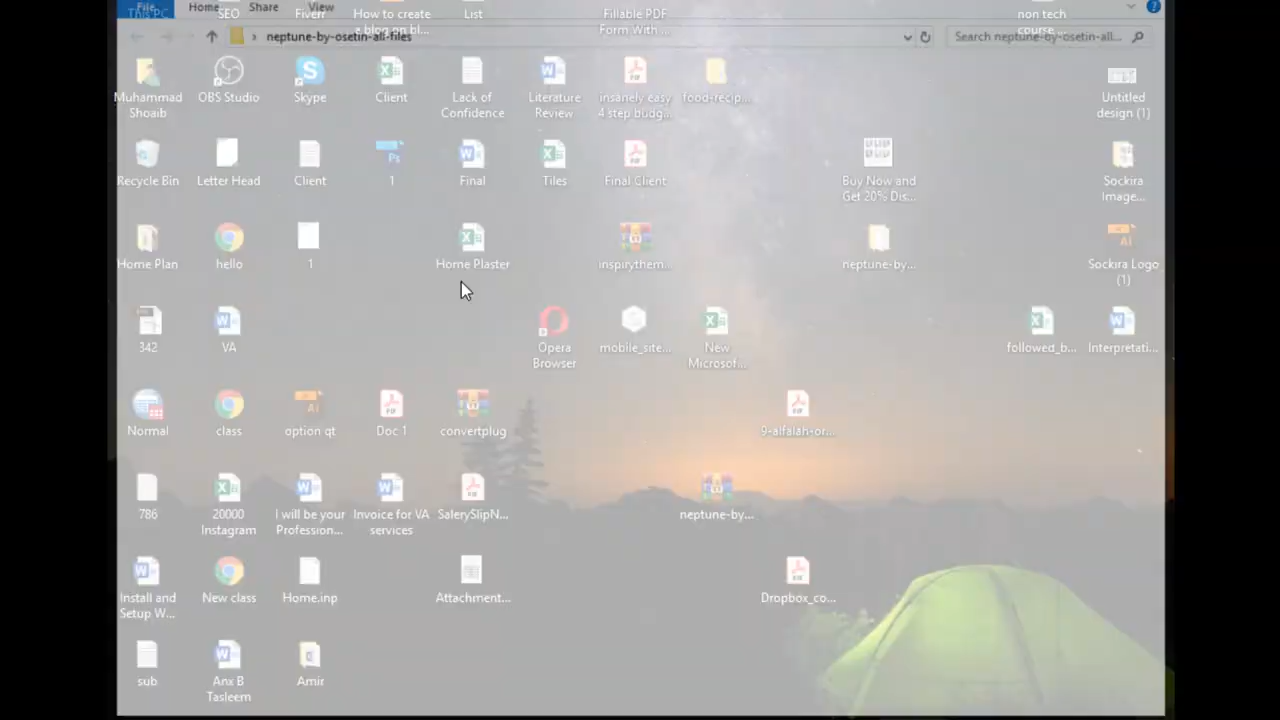 File
Home
Share
View
This PC
SEO
Fiverr
How to create
e blog on bl...
List
Fillable PDF
Form With ...
non tech
course ...
neptune-by-osetin-all-files
Search neptune-by-osetin-all...
Muhammad
Shoaib
OBS Studio
Skype
Client
Lack of
Confidence
Literature
Review
insanely easy
4 step budg...
food-recip...
Untitled
design (1)
Recycle Bin
Letter Head
Client
1
Final
Tiles
Final Client
Buy Now and
Get 20% Dis...
Sockira
Image...
Home Plan
hello
1
Home Plaster
inspirythem...
neptune-by...
Sockira Logo
(1)
342
VA
Opera
Browser
mobile_site...
New
Microsof...
followed_b...
Interpretati...
Normal
class
option qt
Doc 1
convertplug
9-alfalah-or...
786
20000
Instagram
I will be your
Profession...
Invoice for VA
services
SalerySlipN...
neptune-by...
Install and
Setup W...
New class
Home.inp
Attachment...
Dropbox_co...
sub
Anx B
Tasleem
Amir